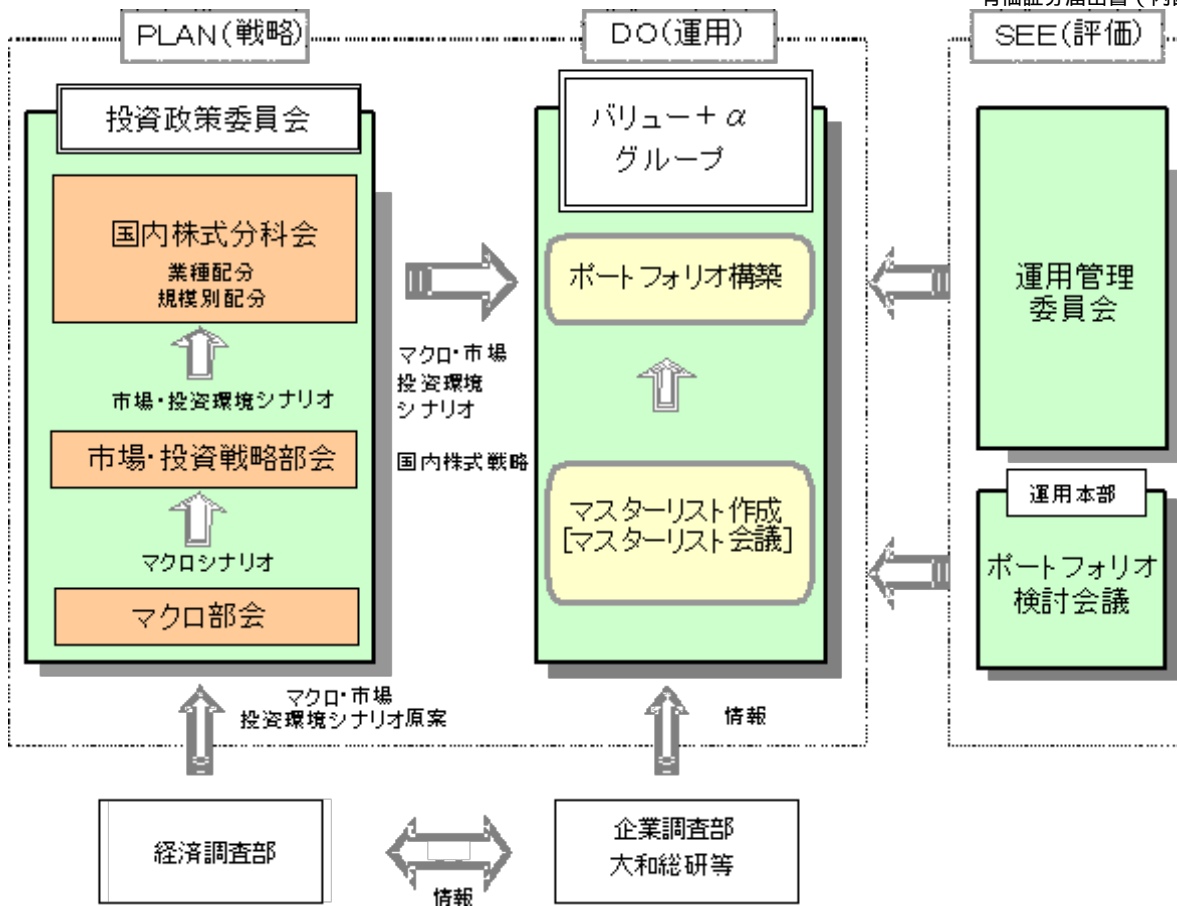 有価証券届出書(内
PLAN(戦略)
DO(運用)
SEE(評価)
投資政策委員会
国内株式分科会
業種配分
規模別配分
市場・投資環境シナリオ
市場・投資戦略部会
マクロシナリオ
マクロ部会
マクロ・市場
投資環境
シナリオ
国内株式戦略
バリュー+α
グループ
ポートフォリオ構築
マスターリスト作成
[マスターリスト会議]
運用管理
委員会
運用本部
ポートフォリオ
検討会議
マクロ・市場
投資環境シナリオ原案
情報
経済調査部
情報
企業調査部
大和総研等